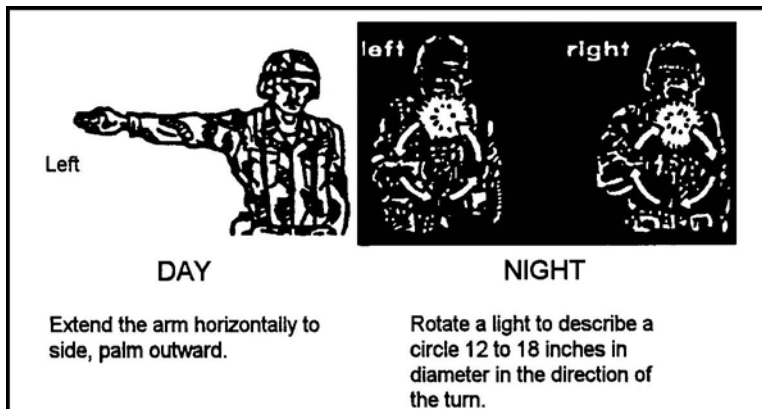 left right
Left
DAY
Extend the arm horizontally to
side, palm outward.
NIGHT
Rotate a light to describe a
circle 12 to 18 inches in
diameter in the direction of
the turn.